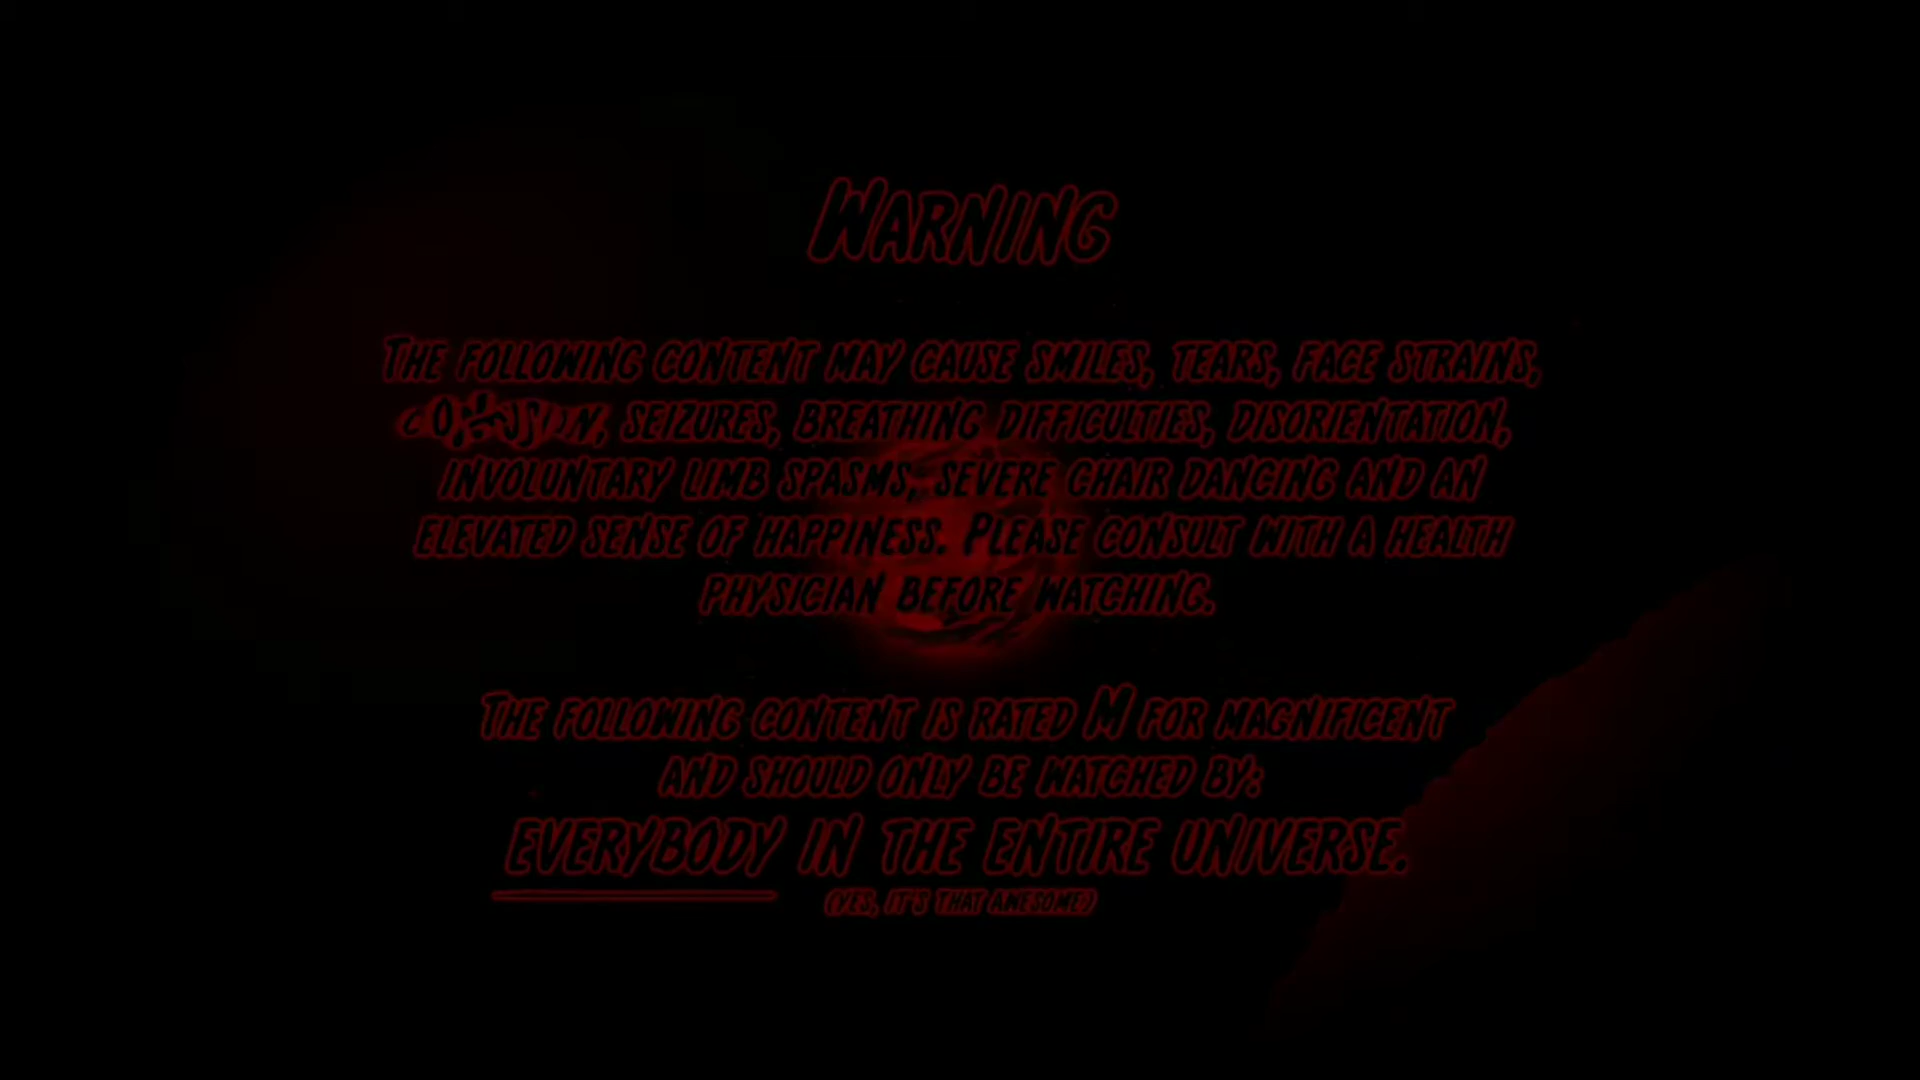 Warning
The following content may cause smiles, tears, face strains,
confusion, seizures, breathing difficulties, disorientation,
involuntary limb spasms, severe chair dancing and an
elevated sense of happiness. Please consult with a health
physician before watching.
The following content is rated M for magnificent
and should only be watched by:
everybody in the entire universe.
(yes, it's that awesome)